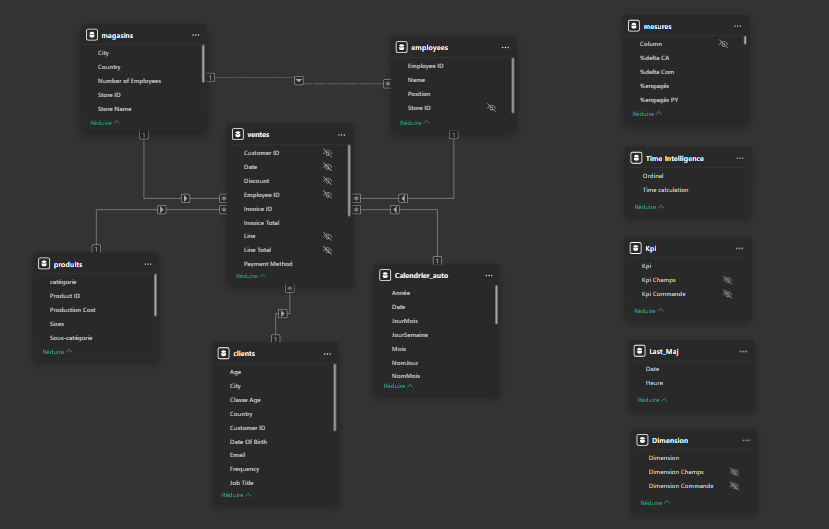 magasins
City
Country
Number of Employees
Store ID
Store Name
Réduire
employees
Employee ID
Name
Position
Store ID
Réduire
ventes
Customer ID
Date
Discount
Employee ID
Invoice ID
Invoice Total
Line
Line Total
Payment Method
Réduire
produits
catégorie
Product ID
Production Cost
Sizes
Sous-catégorie
Réduire
Calendrier_auto
Année
Date
JourMois
JourSemaine
Mois
NomJour
NomMois
Réduire
clients
Age
City
Classe Age
Country
Customer ID
Date Of Birth
Email
Frequency
Job Title
Réduire
mesures
Column
%delta CA
%delta Com
%engagés
%engagés PY
Réduire
Time Intelligence
Ordinal
Time calculation
Réduire
Kpi
Kpi
Kpi Champs
Kpi Commande
Réduire
Last_Maj
Date
Heure
Réduire
Dimension
Dimension
Dimension Champs
Dimension Commande
Réduire
1
*
1
*
1
*
1
*
1
*
1
*